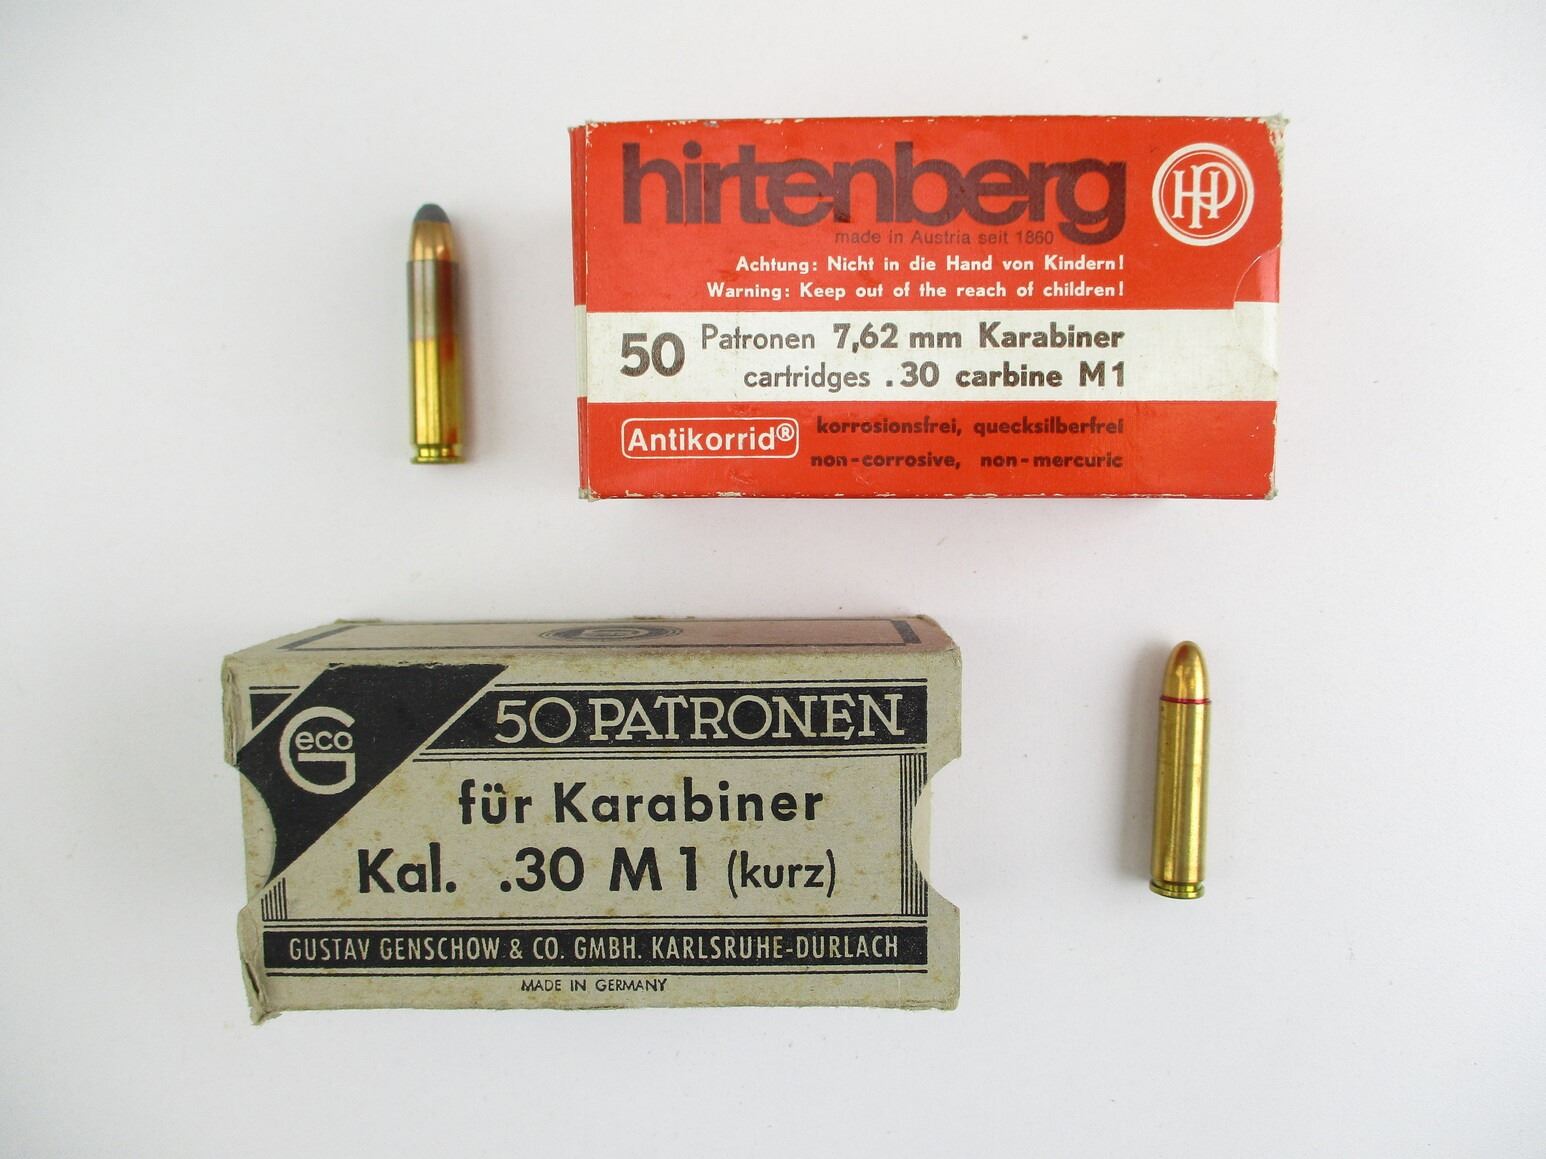 hirtenberg
HP
made in Austria seit 1860
Achtung: Nicht in die Hand von Kindern!
Warning: Keep out of the reach of children!
50 Patronen 7,62 mm Karabiner
cartridges .30 carbine M1
Antikorrid® korrosionsfrei, quecksilberfrei
non-corrosive, non-mercuric
Geco
50 PATRONEN
für Karabiner
Kal. .30 M1 (kurz)
GUSTAV GENSCHOW & CO. GMBH. KARLSRUHE-DURLACH
MADE IN GERMANY